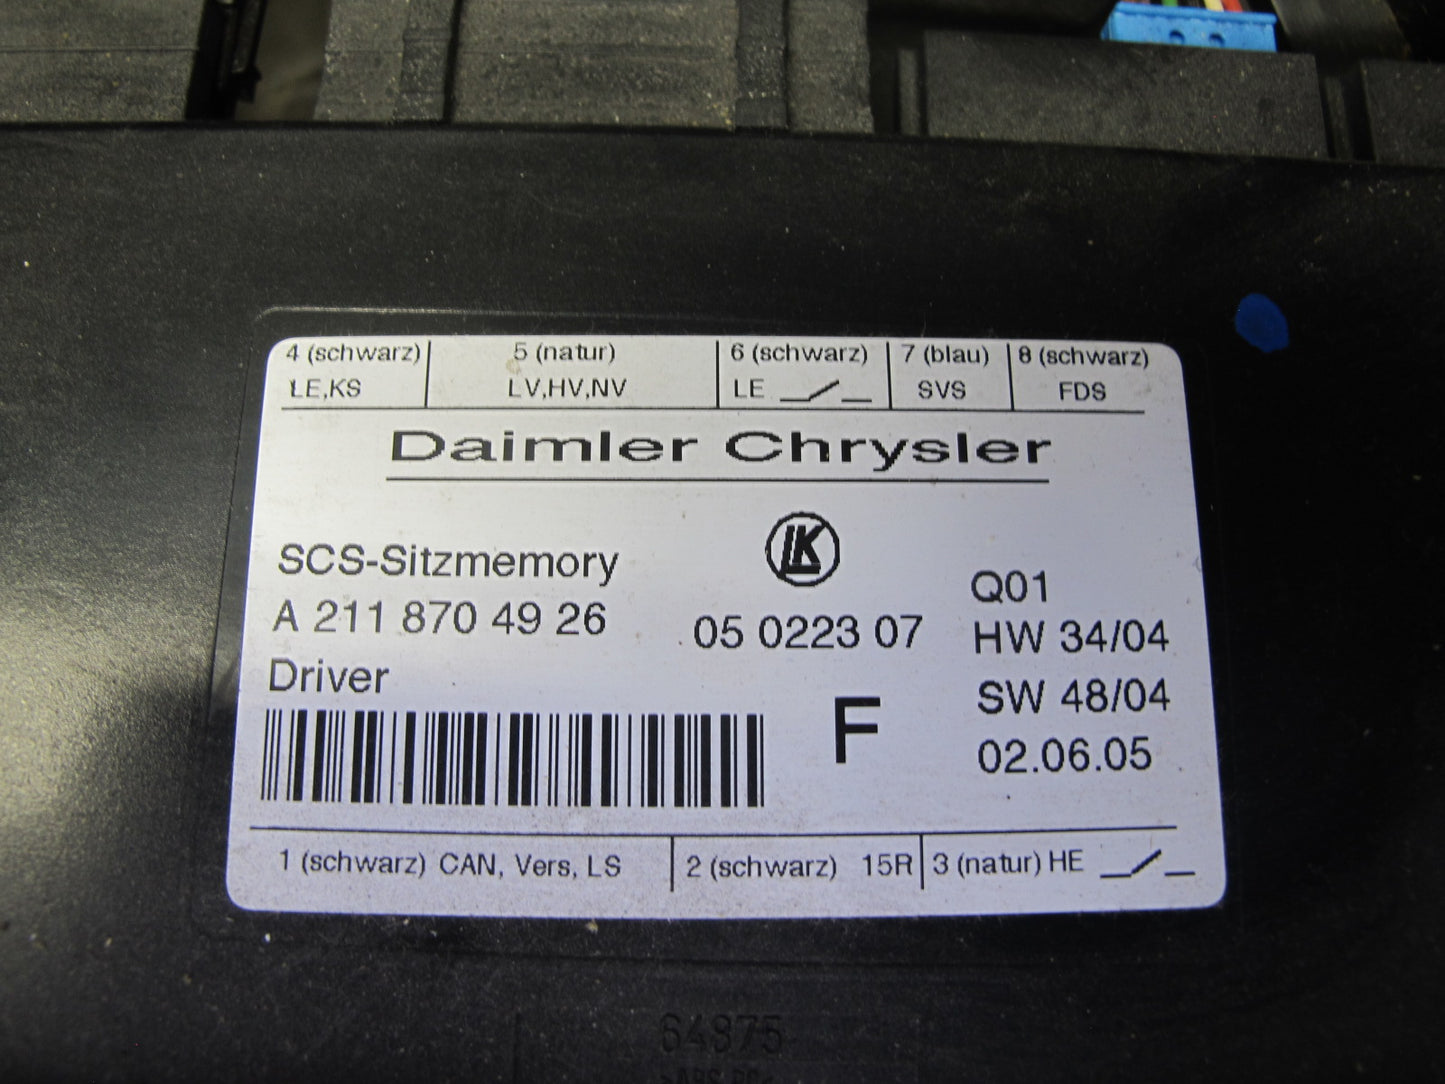 4 (schwarz) 5 (natur) 6 (schwarz) 7 (blau) 8 (schwarz)
LE,KS LV,HV,NV LE SVS FDS
Daimler Chrysler
LK
SCS-Sitzmemory
Q01
A 211 870 49 26 05 0223 07 HW 34/04
Driver
SW 48/04
F
02.06.05
1 (schwarz) CAN, Vers, LS 2 (schwarz) 15R 3 (natur) HE
64875